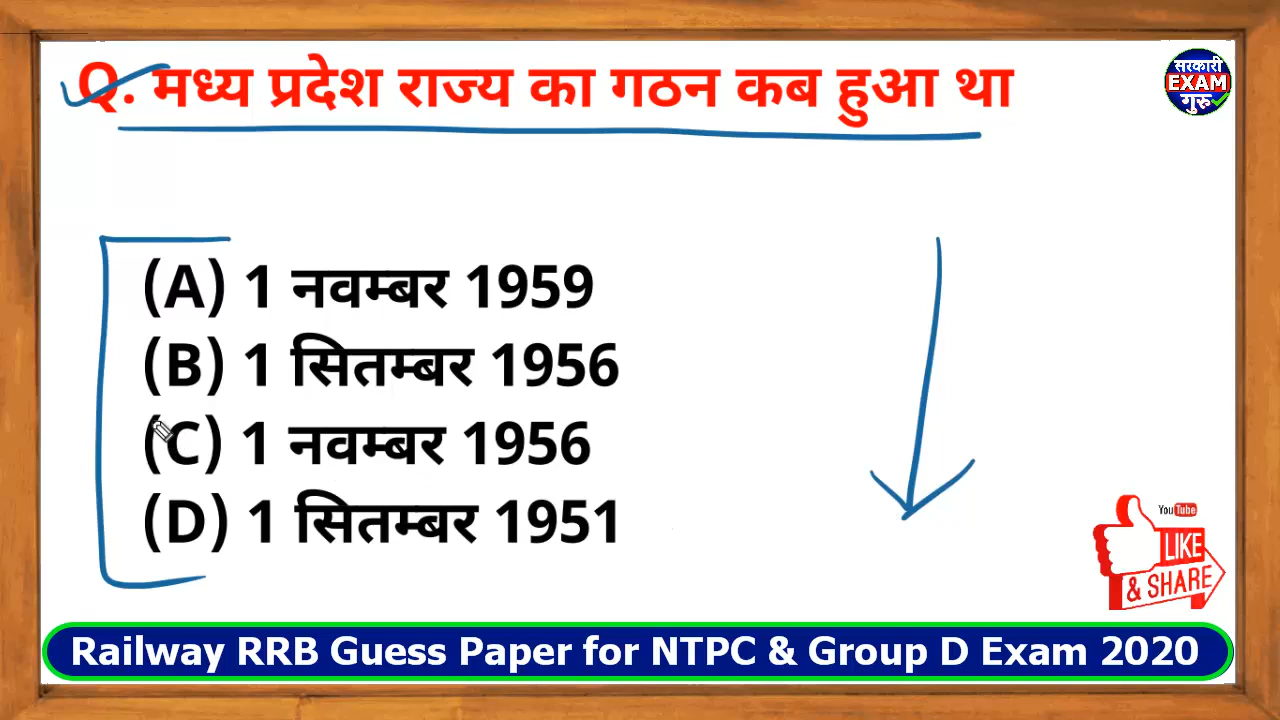 Q. मध्य प्रदेश राज्य का गठन कब हुआ था
सरकारी
EXAM
गुरु
(A) 1 नवम्बर 1959
(B) 1 सितम्बर 1956
(C) 1 नवम्बर 1956
(D) 1 सितम्बर 1951
YouTube
LIKE
& SHARE
Railway RRB Guess Paper for NTPC & Group D Exam 2020